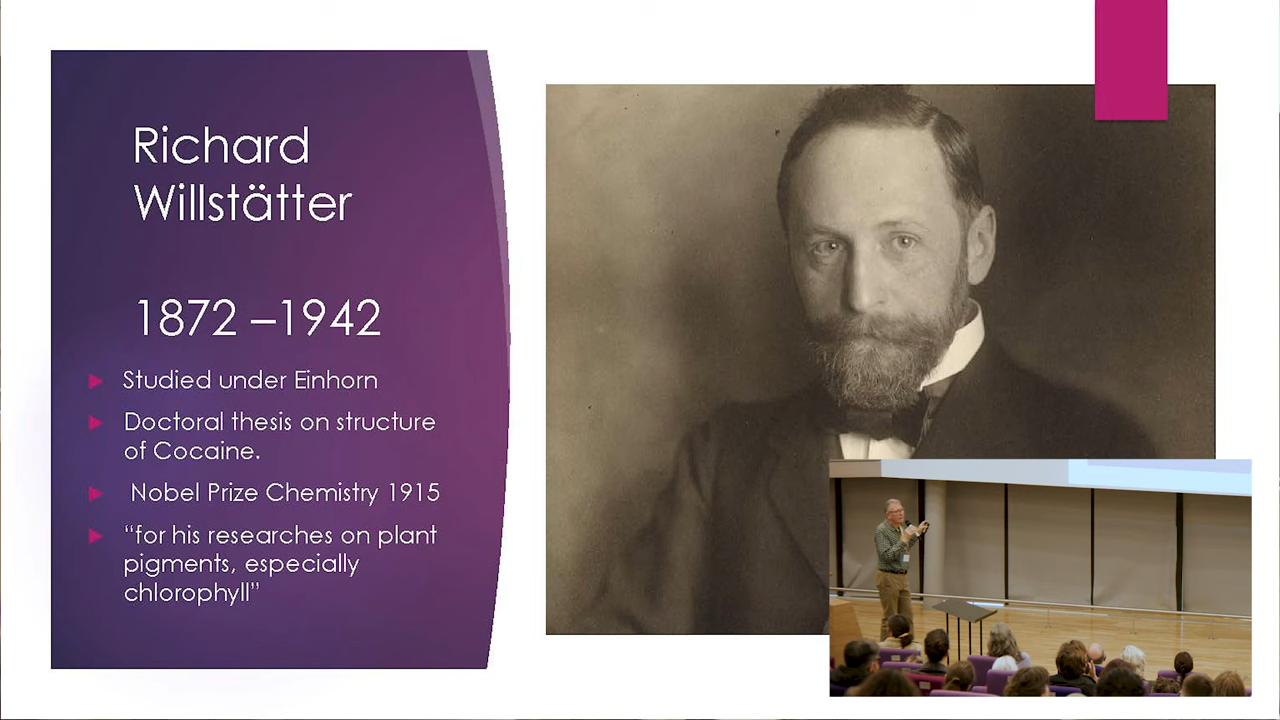 Richard
Willstätter
1872 –1942
Studied under Einhorn
Doctoral thesis on structure
of Cocaine.
Nobel Prize Chemistry 1915
“for his researches on plant
pigments, especially
chlorophyll”